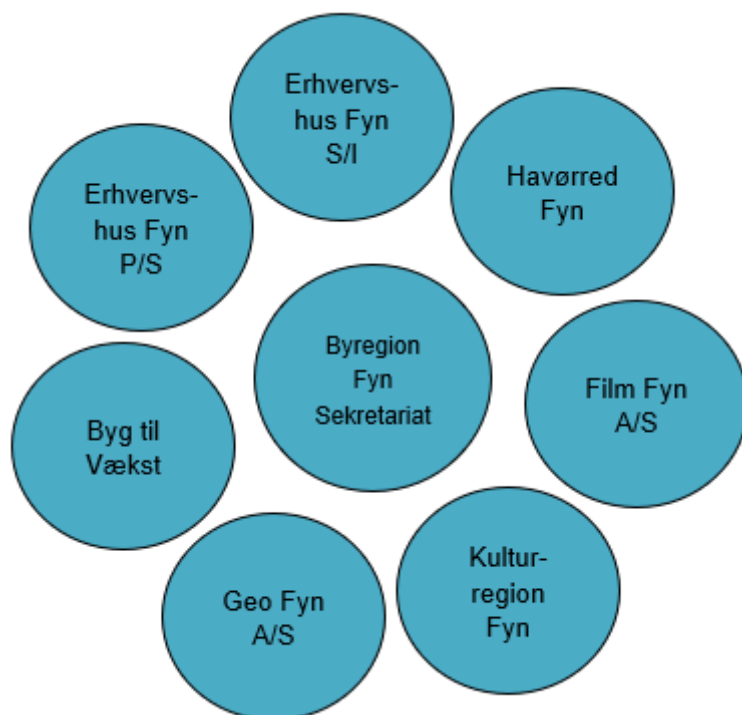 Erhvervs-
hus Fyn
S/I
Havørred
Fyn
Erhvervs-
hus Fyn
P/S
Byregion
Fyn
Sekretariat
Film Fyn
A/S
Byg til
Vækst
Kultur-
region
Fyn
Geo Fyn
A/S